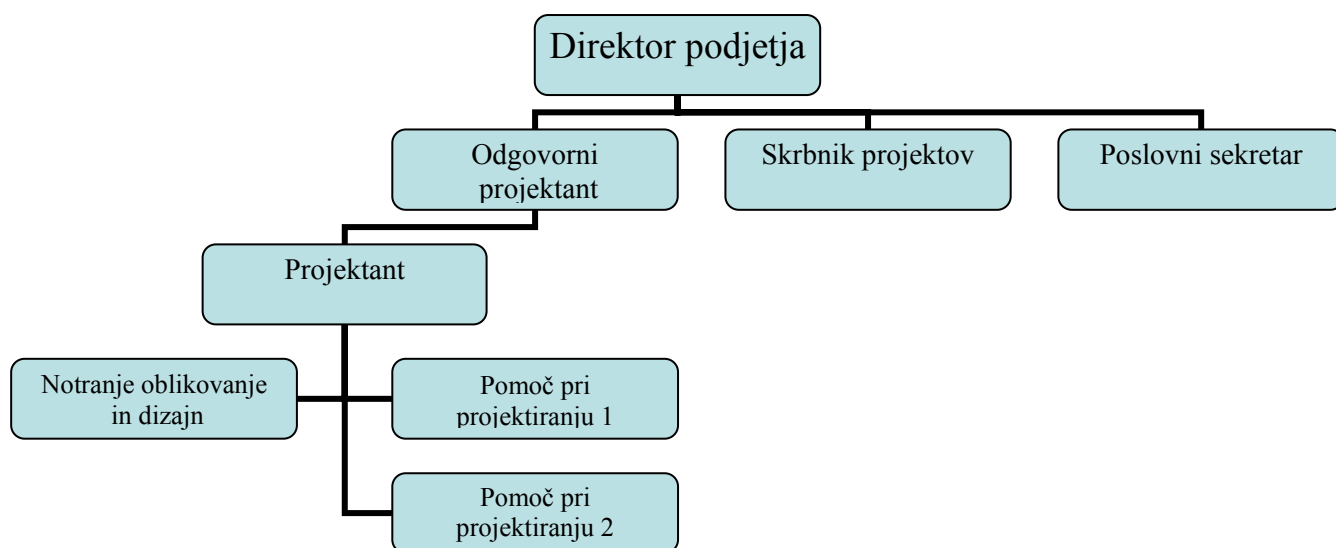 Direktor podjetja
Odgovorni
projektant
Skrbnik projektov
Poslovni sekretar
Projektant
Notranje oblikovanje
in dizajn
Pomoč pri
projektiranju 1
Pomoč pri
projektiranju 2